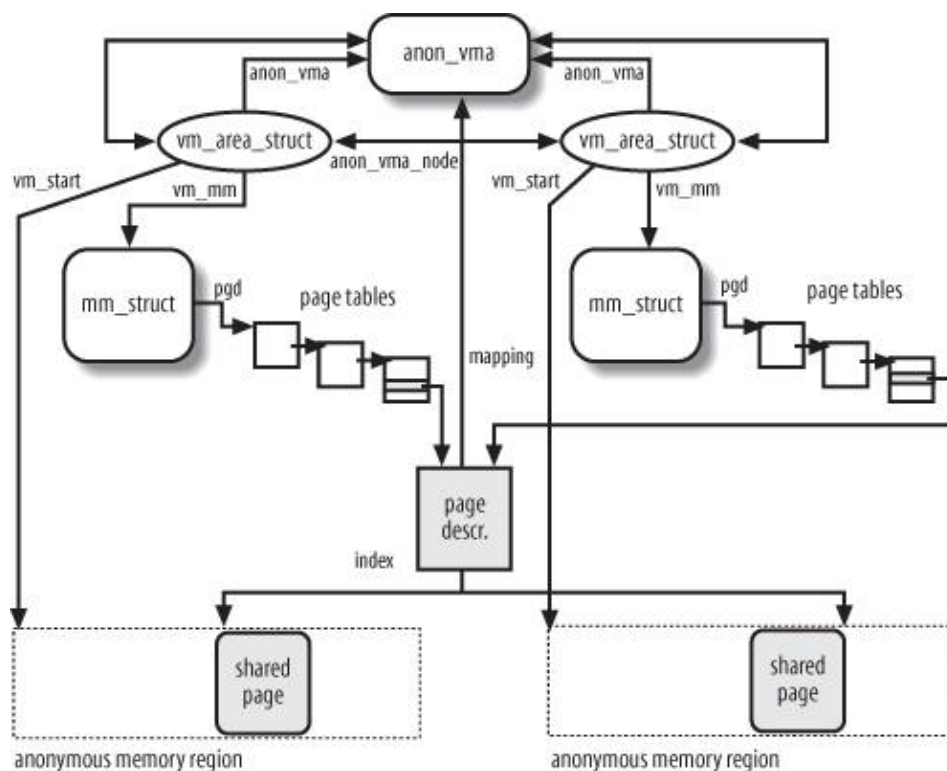 anon_vma
anon_vma
anon_vma
vm_area_struct
vm_area_struct
anon_vma_node
vm_start
vm_mm
vm_start
vm_mm
mm_struct
pgd
page tables
mm_struct
pgd
page tables
mapping
page
descr.
index
shared
page
shared
page
anonymous memory region
anonymous memory region